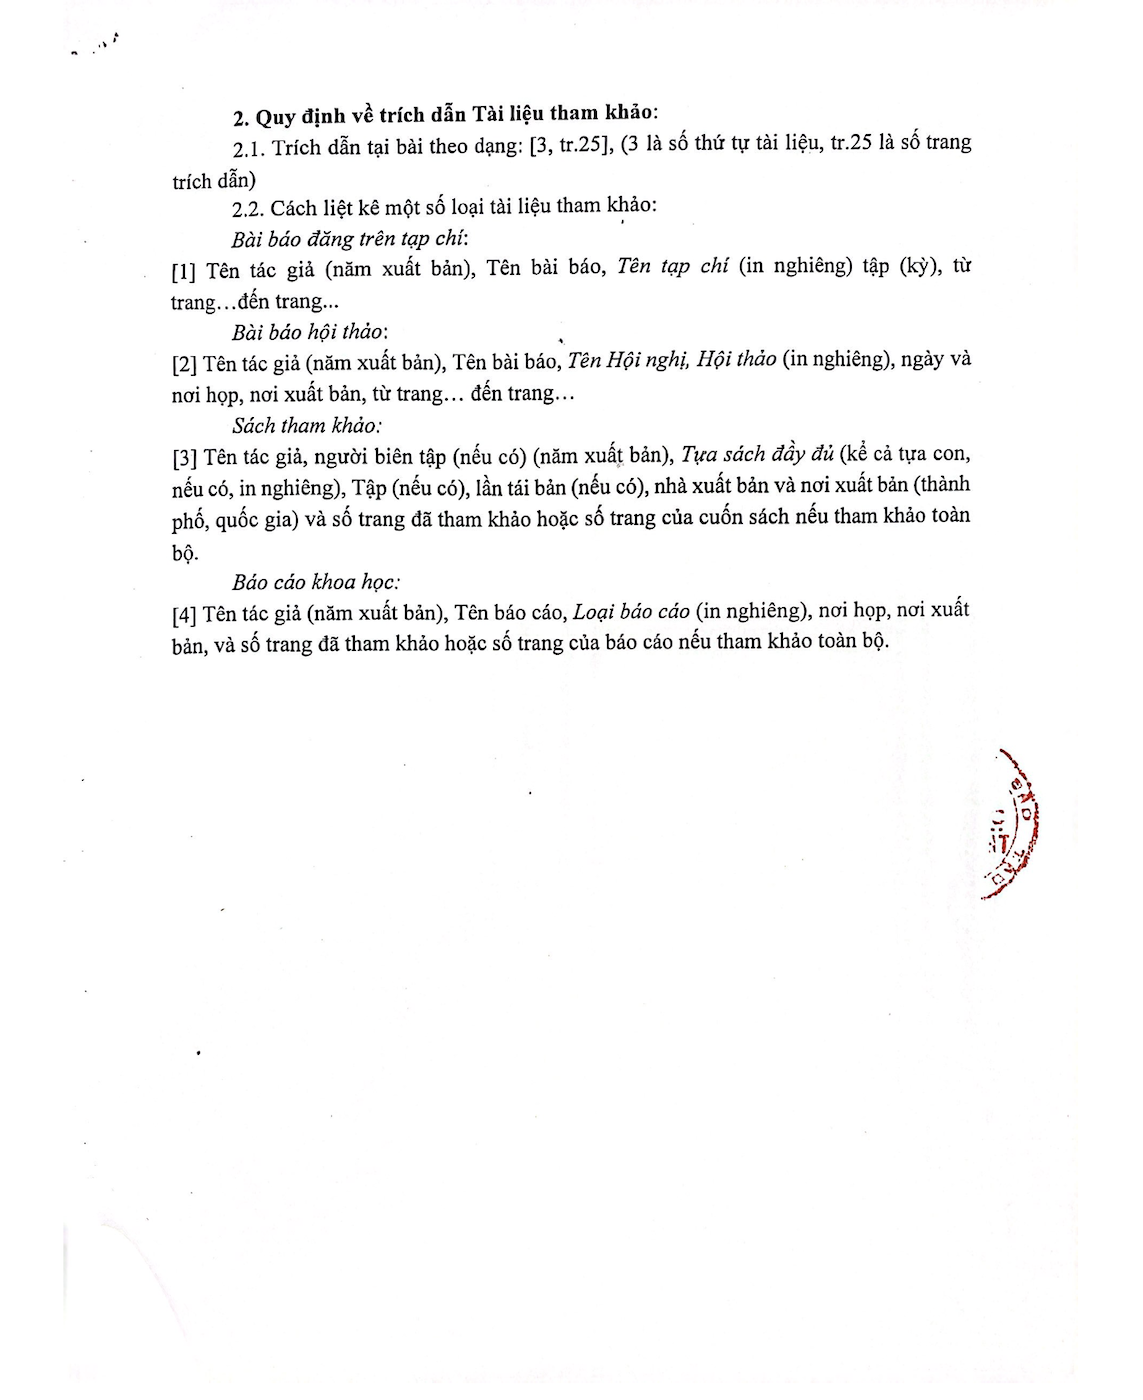 2. Quy định về trích dẫn Tài liệu tham khảo:
2.1. Trích dẫn tại bài theo dạng: [3, tr.25], (3 là số thứ tự tài liệu, tr.25 là số trang
trích dẫn)
2.2. Cách liệt kê một số loại tài liệu tham khảo:
Bài báo đăng trên tạp chí:
[1] Tên tác giả (năm xuất bản), Tên bài báo, Tên tạp chí (in nghiêng) tập (kỳ), từ
trang…đến trang...
Bài báo hội thảo:
[2] Tên tác giả (năm xuất bản), Tên bài báo, Tên Hội nghị, Hội thảo (in nghiêng), ngày và
nơi họp, nơi xuất bản, từ trang… đến trang…
Sách tham khảo:
[3] Tên tác giả, người biên tập (nếu có) (năm xuất bản), Tựa sách đầy đủ (kể cả tựa con,
nếu có, in nghiêng), Tập (nếu có), lần tái bản (nếu có), nhà xuất bản và nơi xuất bản (thành
phố, quốc gia) và số trang đã tham khảo hoặc số trang của cuốn sách nếu tham khảo toàn
bộ.
Báo cáo khoa học:
[4] Tên tác giả (năm xuất bản), Tên báo cáo, Loại báo cáo (in nghiêng), nơi họp, nơi xuất
bản, và số trang đã tham khảo hoặc số trang của báo cáo nếu tham khảo toàn bộ.